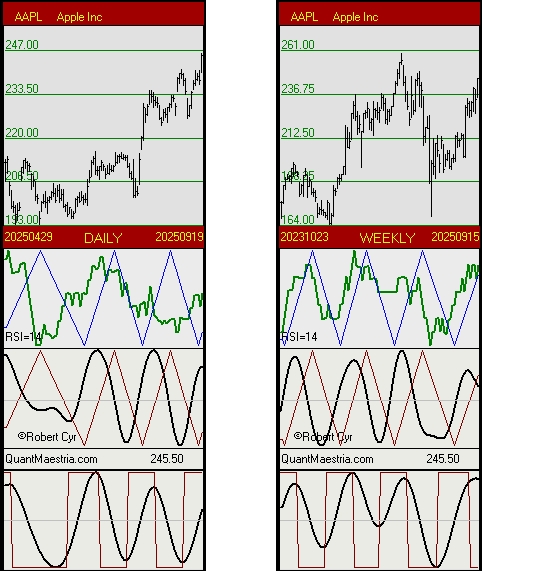 AAPL Apple Inc
247.00
233.50
220.00
193.00
20250429 DAILY 20250919
RSI=14
©Robert Cyr
QuantMaestria.com 245.50
AAPL Apple Inc
261.00
236.75
212.50
164.00
20231023 WEEKLY 20250915
RSI=14
©Robert Cyr
QuantMaestria.com 245.50